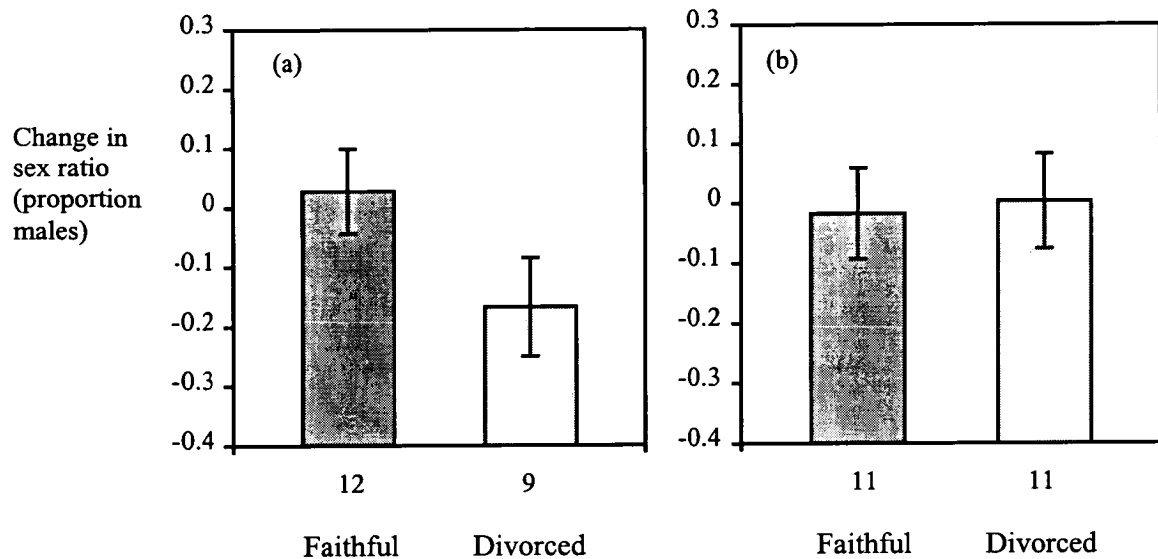 Change in
sex ratio
(proportion
males)
0.3
0.2
0.1
0
-0.1
-0.2
-0.3
-0.4
(a)
12
9
Faithful
Divorced
0.3
0.2
0.1
0
-0.1
-0.2
-0.3
-0.4
(b)
11
11
Faithful
Divorced